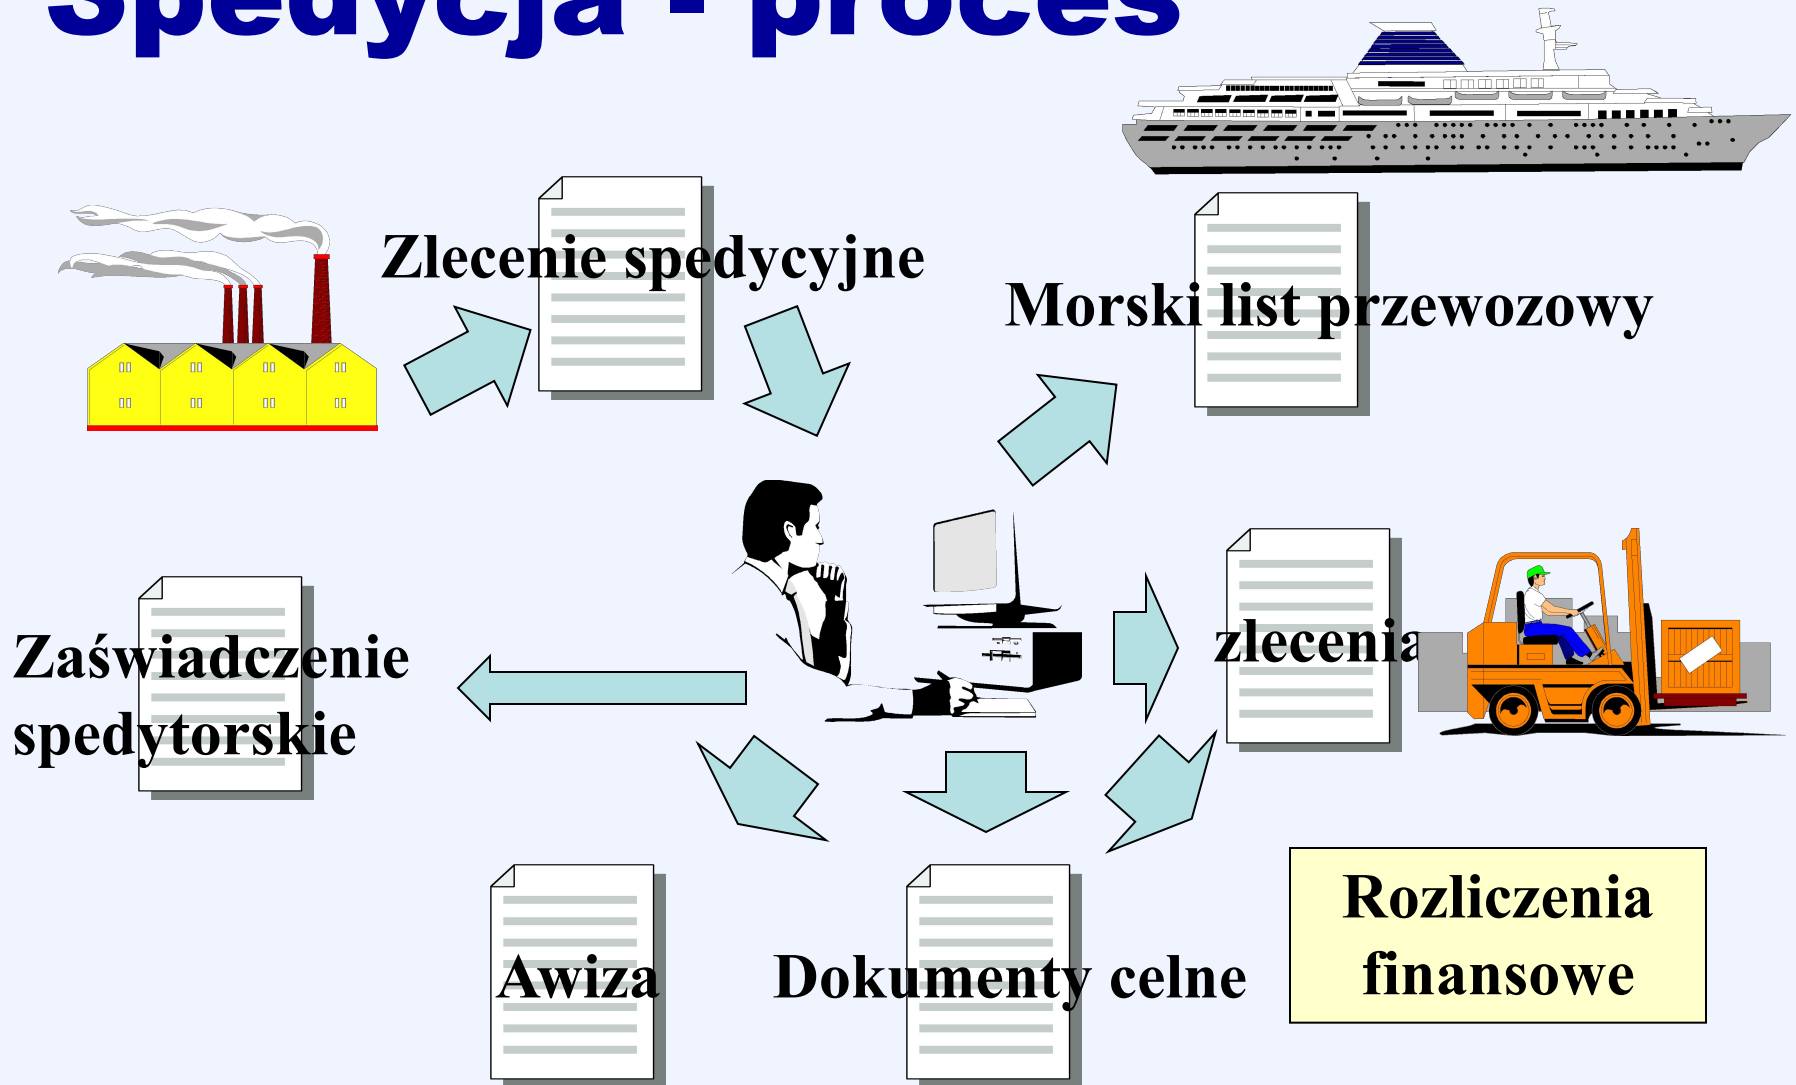 Spedycja - proces
Zlecenie spedycyjne
Morski list przewozowy
zlecenia
Zaświadczenie
spedytorskie
Awiza
Dokumenty celne
Rozliczenia
finansowe